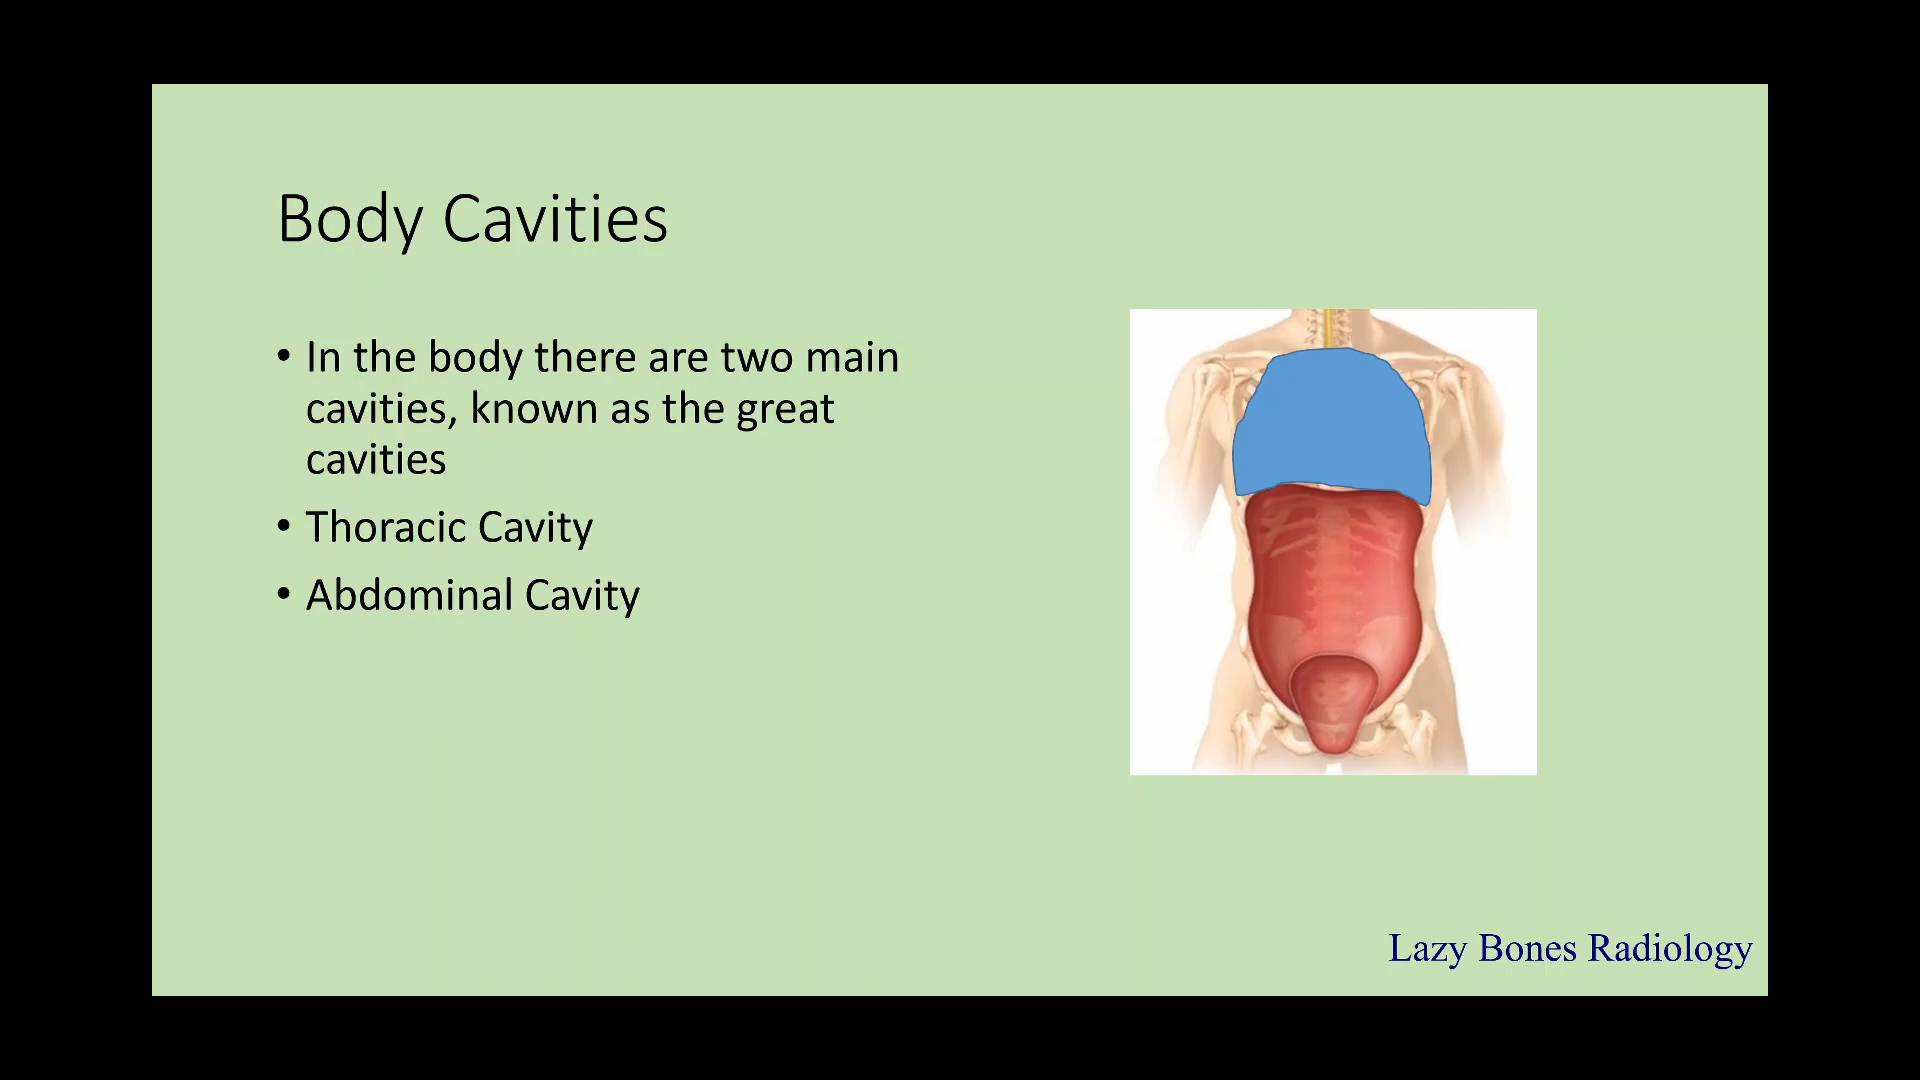 Body Cavities
• In the body there are two main
cavities, known as the great
cavities
• Thoracic Cavity
• Abdominal Cavity
Lazy Bones Radiology